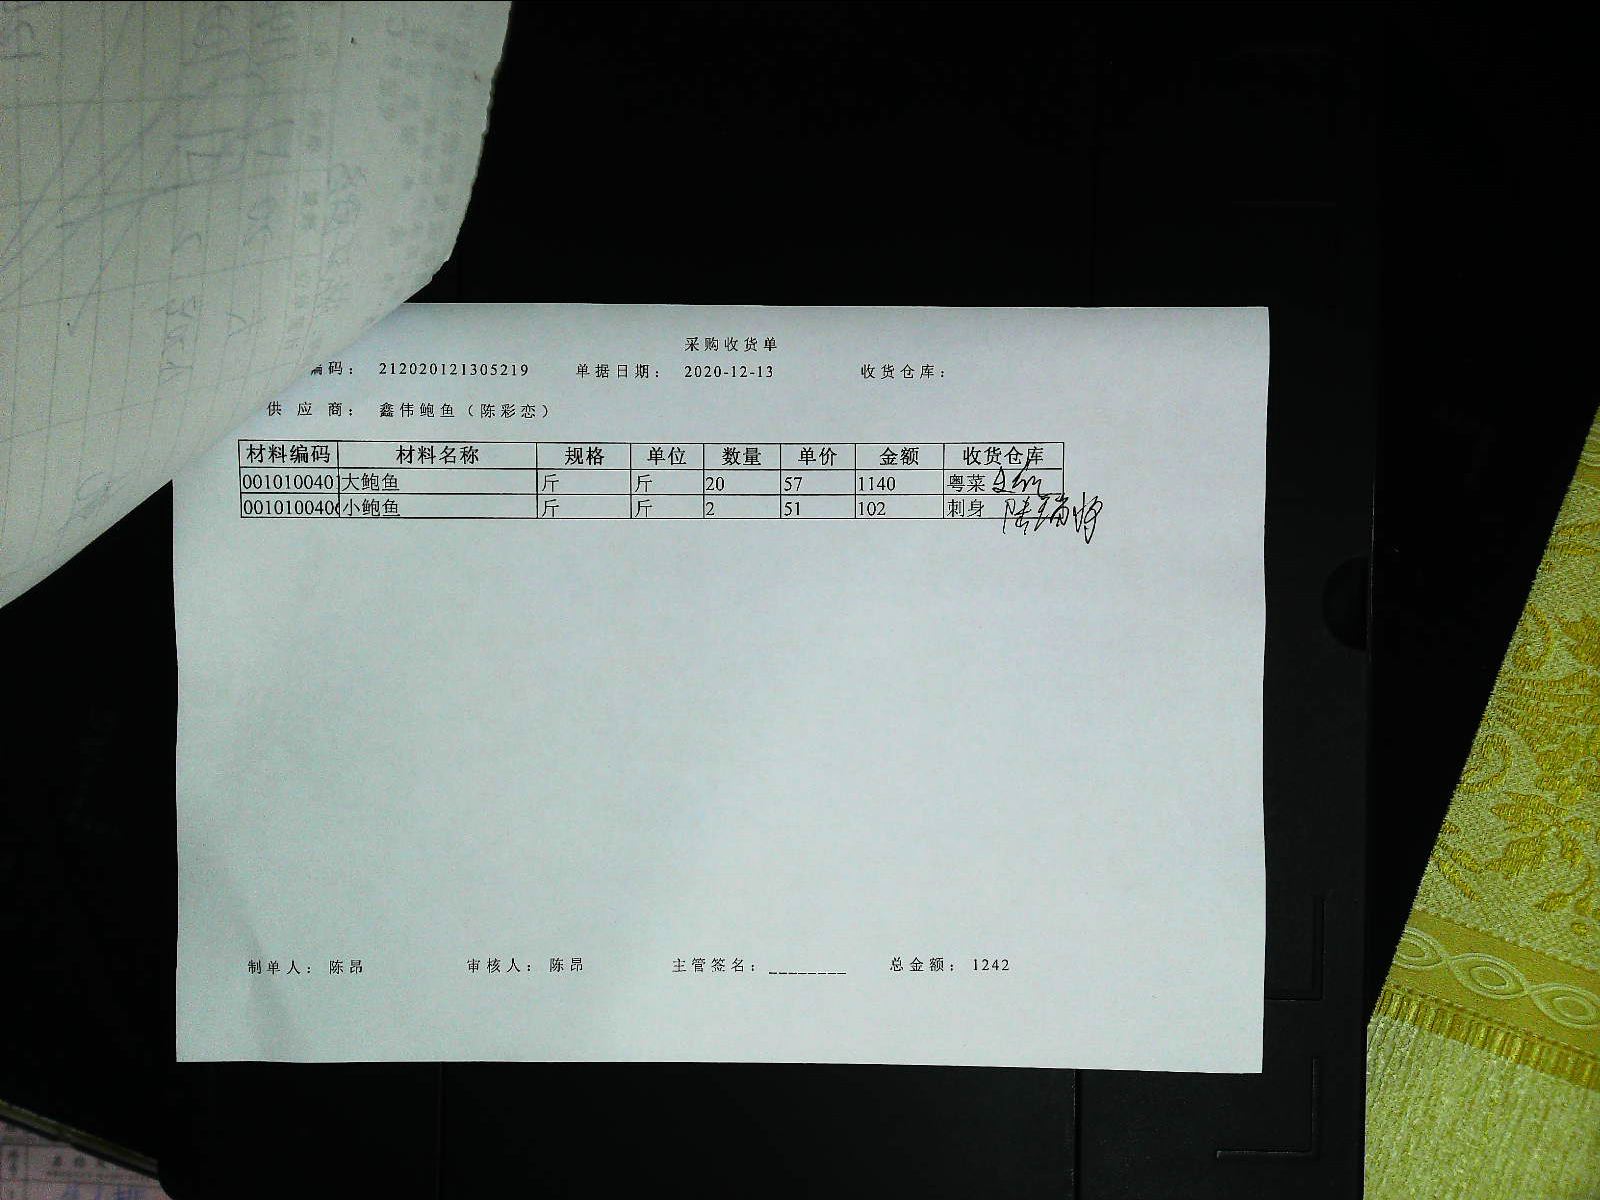 采购收货单
编码： 212020121305219 单据日期： 2020-12-13 收货仓库：
供应商： 鑫伟鲍鱼（陈彩恋）
材料编码 材料名称 规格 单位 数量 单价 金额 收货仓库
001010040 大鲍鱼 斤 斤 20 57 1140 粤菜
001010040 小鲍鱼 斤 斤 2 51 102 刺身
制单人： 陈昂 审核人： 陈昂 主管签名：________ 总金额： 1242